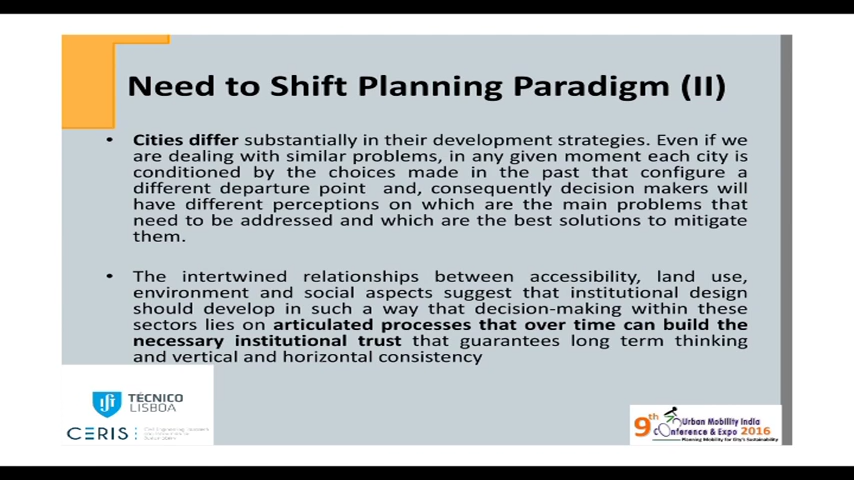 Need to Shift Planning Paradigm (II)
• Cities differ substantially in their development strategies. Even if we
are dealing with similar problems, in any given moment each city is
conditioned by the choices made in the past that configure a
different departure point and, consequently decision makers will
have different perceptions on which are the main problems that
need to be addressed and which are the best solutions to mitigate
them.
• The intertwined relationships between accessibility, land use,
environment and social aspects suggest that institutional design
should develop in such a way that decision-making within these
sectors lies on articulated processes that over time can build the
necessary institutional trust that guarantees long term thinking
and vertical and horizontal consistency
TÉCNICO
LISBOA
CERIS
9th Urban Mobility India
Conference & Expo 2016
Planning Mobility for City's Sustainability